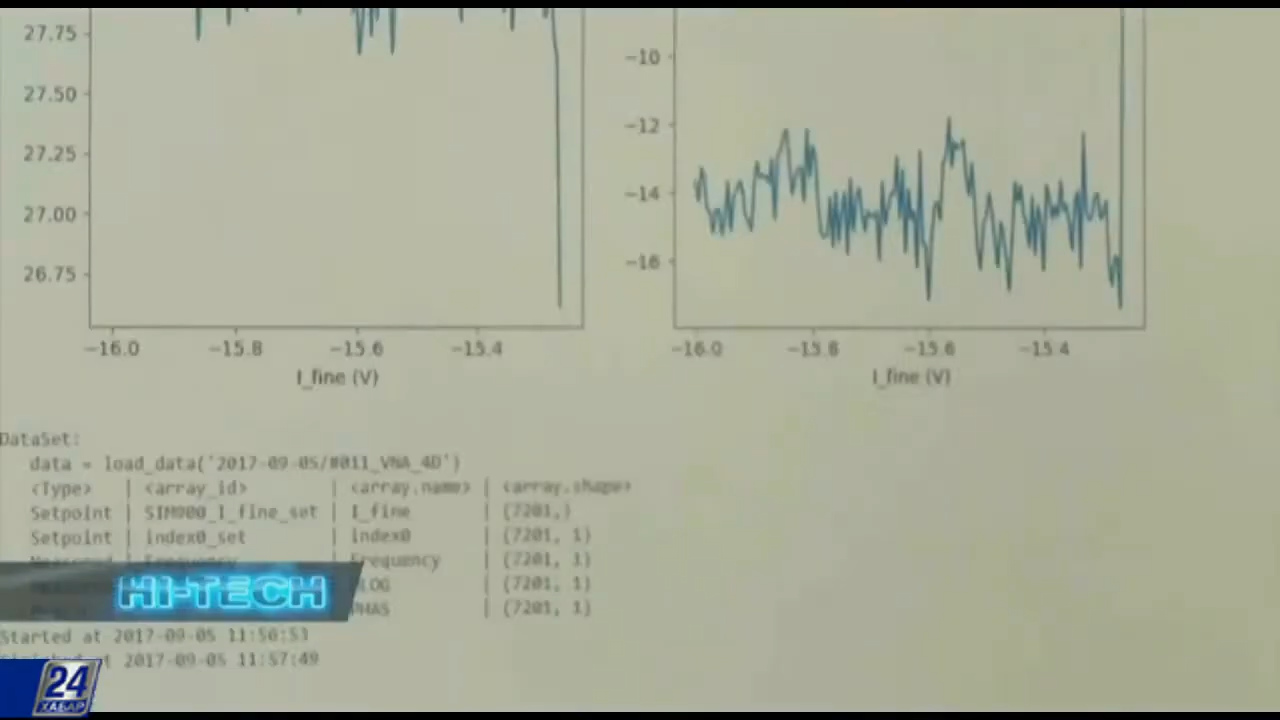 27.75
27.50
27.25
27.00
26.75
−16.0 −15.8 −15.6 −15.4
I_fine (V)
−10
−12
−14
−16
−16.0 −15.8 −15.6 −15.4
I_fine (V)
DataSet:
data = load_data('2017-09-05/#011_VNA_4D')
<Type> | <array_id> | <array.name> | <array.shape>
Setpoint | SIM900_I_fine_set | I_fine | (7201,)
Setpoint | index0_set | index0 | (7201, 1)
Measured | Frequency | Frequency | (7201, 1)
| (7201, 1)
PHAS | (7201, 1)
Started at 2017-09-05 11:50:53
at 2017-09-05 11:57:49
HI-TECH
24
ХАБАР